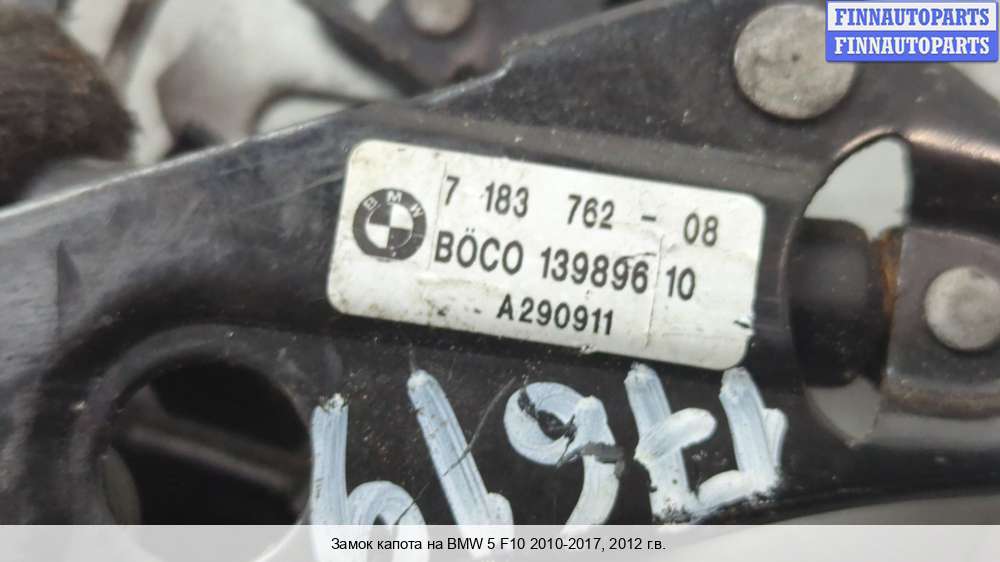 FINNAUTOPARTS
FINNAUTOPARTS
BMW
7 183 762 - 08
BÖCO 139896 10
A290911
Замок капота на BMW 5 F10 2010-2017, 2012 г.в.